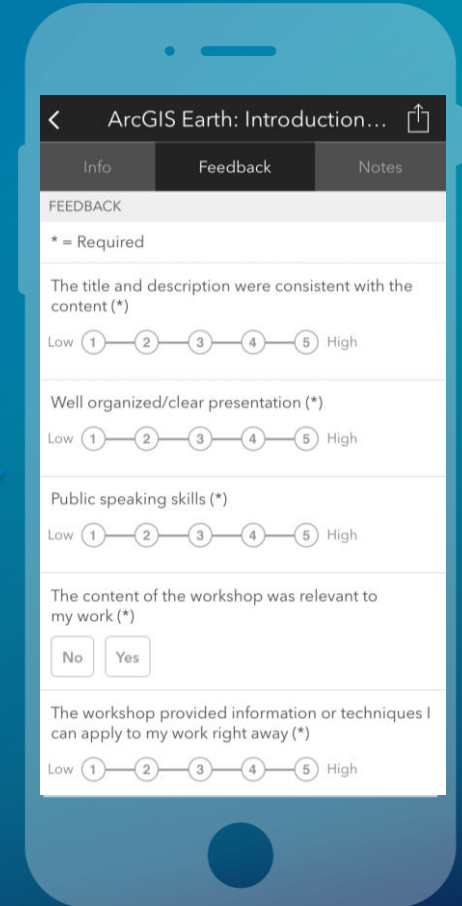 ArcGIS Earth: Introduction...
Info Feedback Notes
FEEDBACK
* = Required
The title and description were consistent with the
content (*)
Low 1 2 3 4 5 High
Well organized/clear presentation (*)
Low 1 2 3 4 5 High
Public speaking skills (*)
Low 1 2 3 4 5 High
The content of the workshop was relevant to
my work (*)
No Yes
The workshop provided information or techniques I
can apply to my work right away (*)
Low 1 2 3 4 5 High